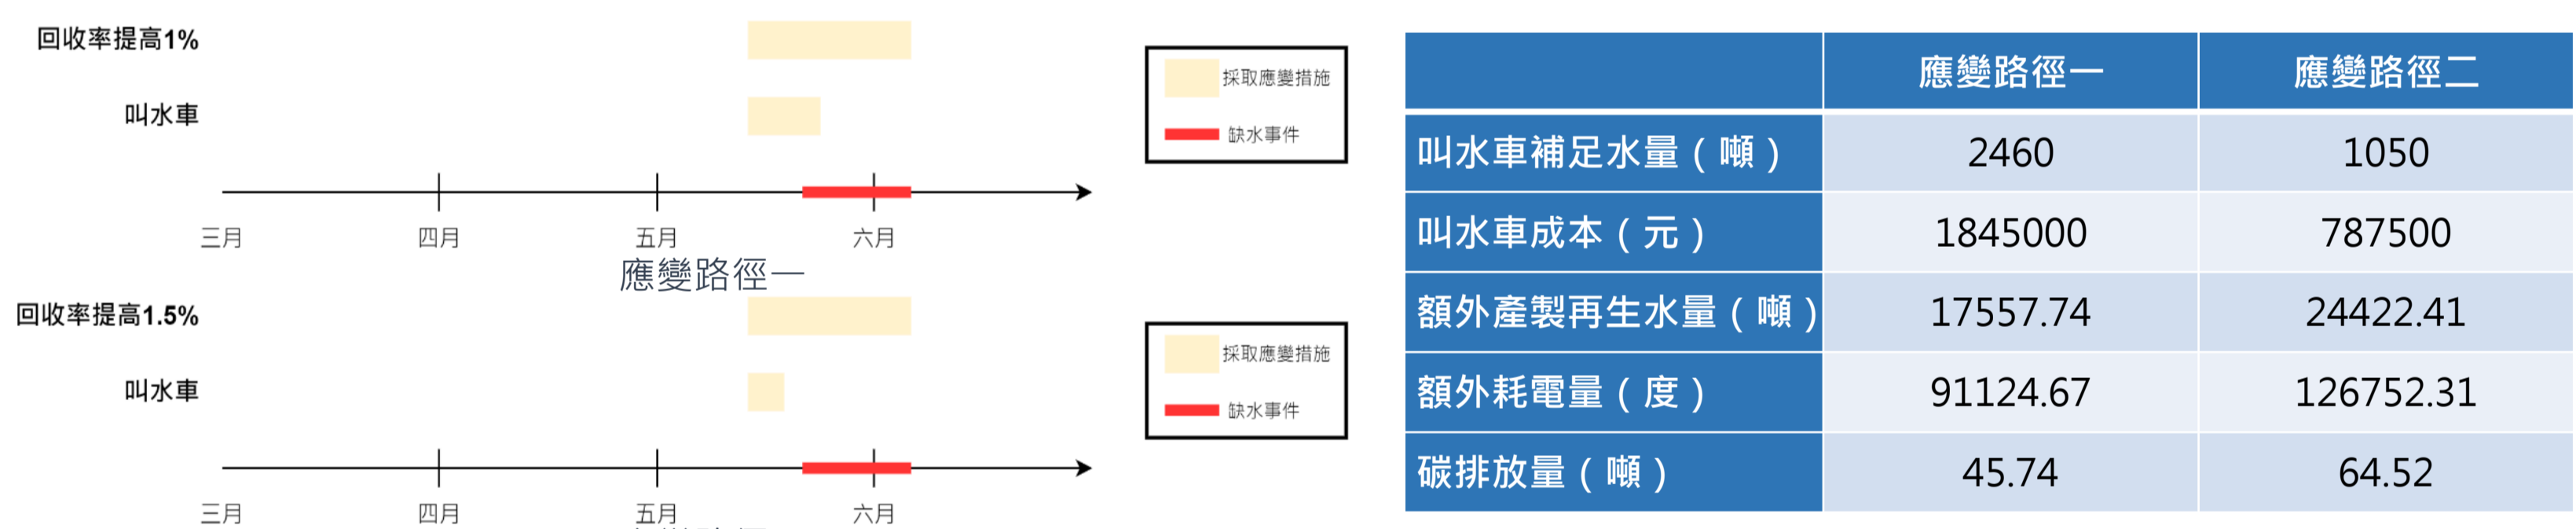 回收率提高1%
叫水車
採取應變措施
缺水事件
三月 四月 五月 六月
應變路徑一
回收率提高1.5%
叫水車
採取應變措施
缺水事件
三月 四月 五月 六月
應變路徑一 應變路徑二
叫水車補足水量（噸） 2460 1050
叫水車成本（元） 1845000 787500
額外產製再生水量（噸） 17557.74 24422.41
額外耗電量（度） 91124.67 126752.31
碳排放量（噸） 45.74 64.52